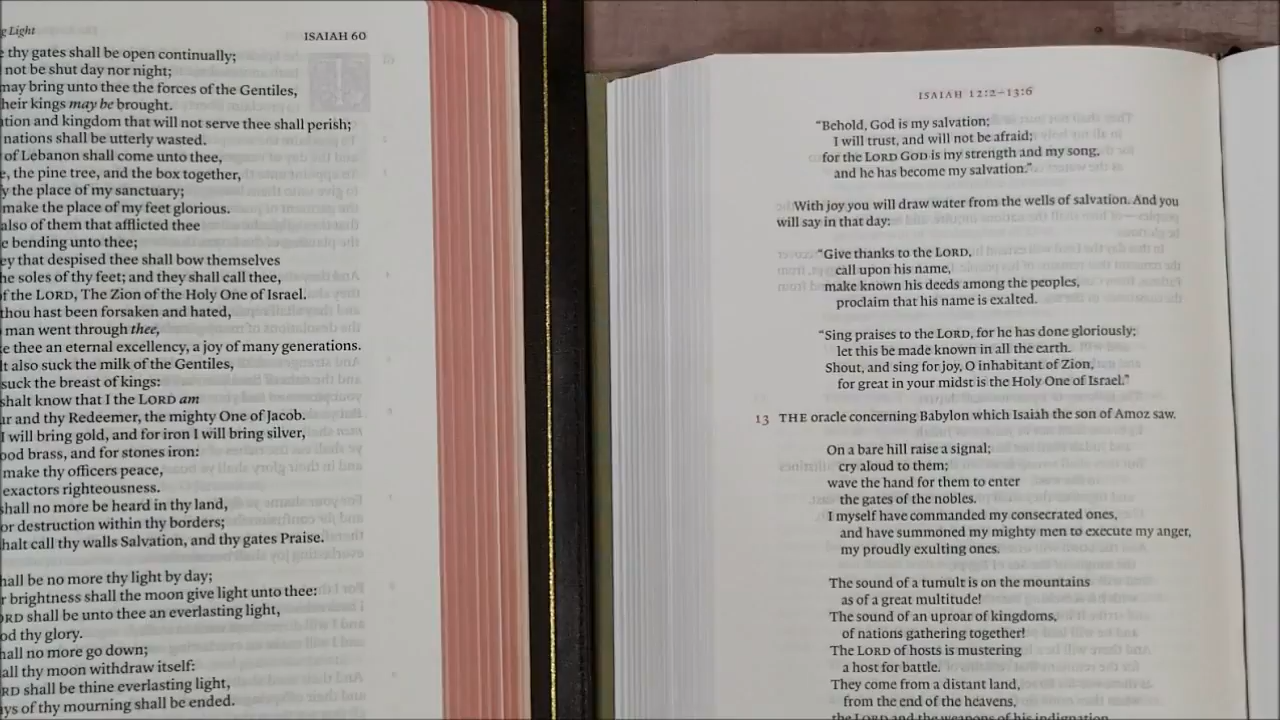 g Light
ISAIAH 60
thy gates shall be open continually;
not be shut day nor night;
may bring unto thee the forces of the Gentiles,
heir kings may be brought.
tion and kingdom that will not serve thee shall perish;
nations shall be utterly wasted.
of Lebanon shall come unto thee,
e, the pine tree, and the box together,
y the place of my sanctuary;
make the place of my feet glorious.
also of them that afflicted thee
e bending unto thee;
ey that despised thee shall bow themselves
he soles of thy feet; and they shall call thee,
f the LORD, The Zion of the Holy One of Israel.
thou hast been forsaken and hated,
man went through thee,
e thee an eternal excellency, a joy of many generations.
lt also suck the milk of the Gentiles,
suck the breast of kings:
shalt know that I the LORD am
ur and thy Redeemer, the mighty One of Jacob.
I will bring gold, and for iron I will bring silver,
ood brass, and for stones iron:
make thy officers peace,
exactors righteousness.
shall no more be heard in thy land,
or destruction within thy borders;
halt call thy walls Salvation, and thy gates Praise.
hall be no more thy light by day;
r brightness shall the moon give light unto thee:
ORD shall be unto thee an everlasting light,
od thy glory.
hall no more go down;
all thy moon withdraw itself:
RD shall be thine everlasting light,
ys of thy mourning shall be ended.
ISAIAH 12:2–13:6
“Behold, God is my salvation;
I will trust, and will not be afraid;
for the LORD GOD is my strength and my song,
and he has become my salvation.”
With joy you will draw water from the wells of salvation. And you
will say in that day:
“Give thanks to the LORD,
call upon his name,
make known his deeds among the peoples,
proclaim that his name is exalted.
“Sing praises to the LORD, for he has done gloriously;
let this be made known in all the earth.
Shout, and sing for joy, O inhabitant of Zion,
for great in your midst is the Holy One of Israel.”
13 THE oracle concerning Babylon which Isaiah the son of Amoz saw.
On a bare hill raise a signal;
cry aloud to them;
wave the hand for them to enter
the gates of the nobles.
I myself have commanded my consecrated ones,
and have summoned my mighty men to execute my anger,
my proudly exulting ones.
The sound of a tumult is on the mountains
as of a great multitude!
The sound of an uproar of kingdoms,
of nations gathering together!
The LORD of hosts is mustering
a host for battle.
They come from a distant land,
from the end of the heavens,
the LORD and the weapons of his indignation